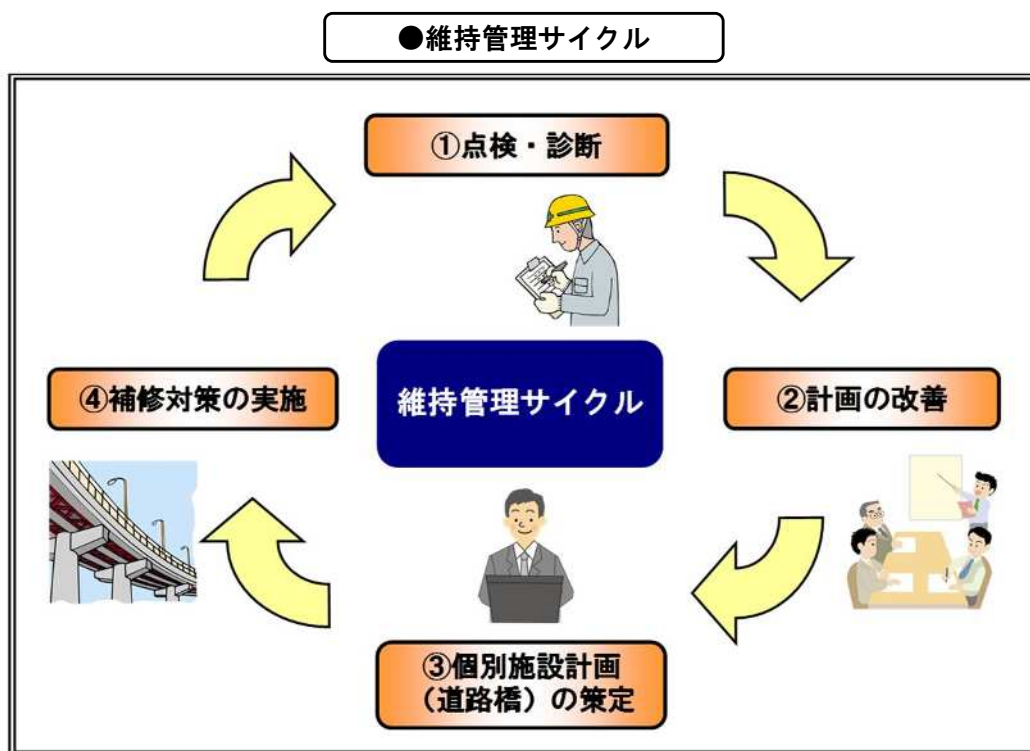 ●維持管理サイクル
①点検・診断
④補修対策の実施
維持管理サイクル
②計画の改善
③個別施設計画
（道路橋）の策定